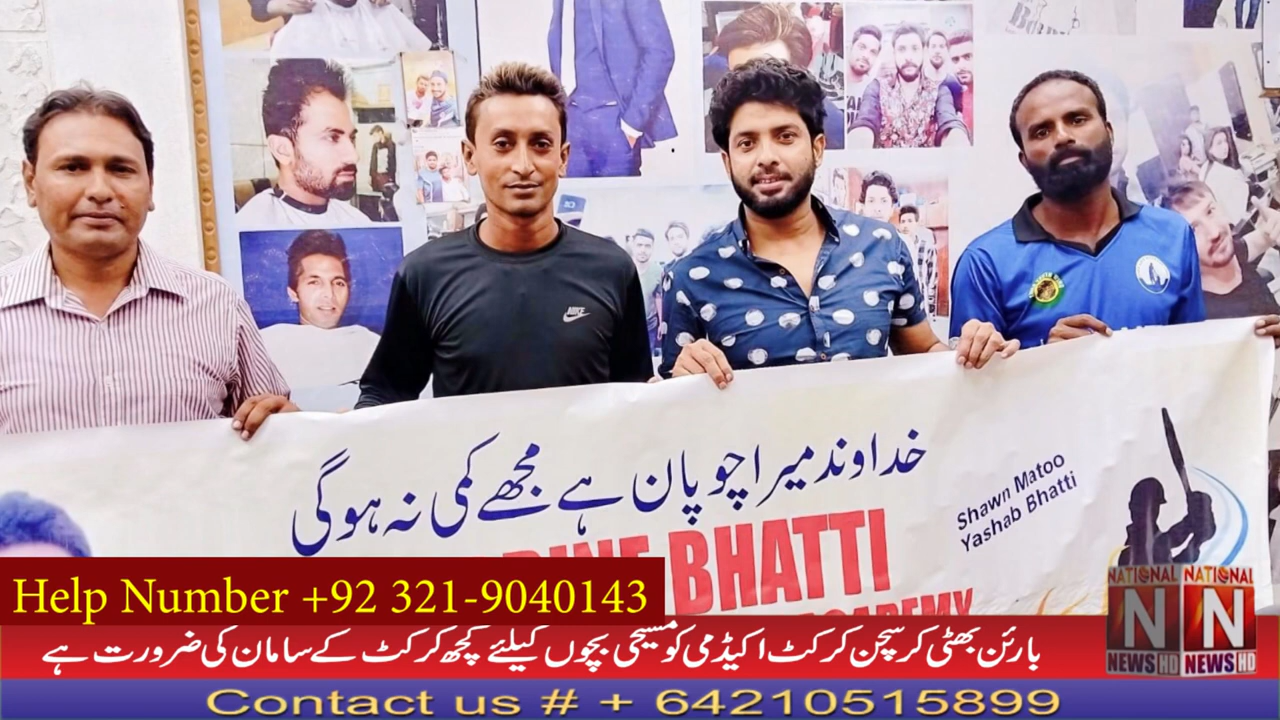 NIKE
خداوند میرا چوپان ہے مجھے کمی نہ ہوگی
Shawn Matoo
Yashab Bhatti
BHATTI
Help Number +92 321-9040143
بارئن بھٹی کرسچن کرکٹ اکیڈمی کو مسیحی بچوں کیلئے کچھ کرکٹ کے سامان کی ضرورت ہے
NATIONAL NATIONAL
N N
NEWS HD NEWS HD
Contact us # + 64210515899